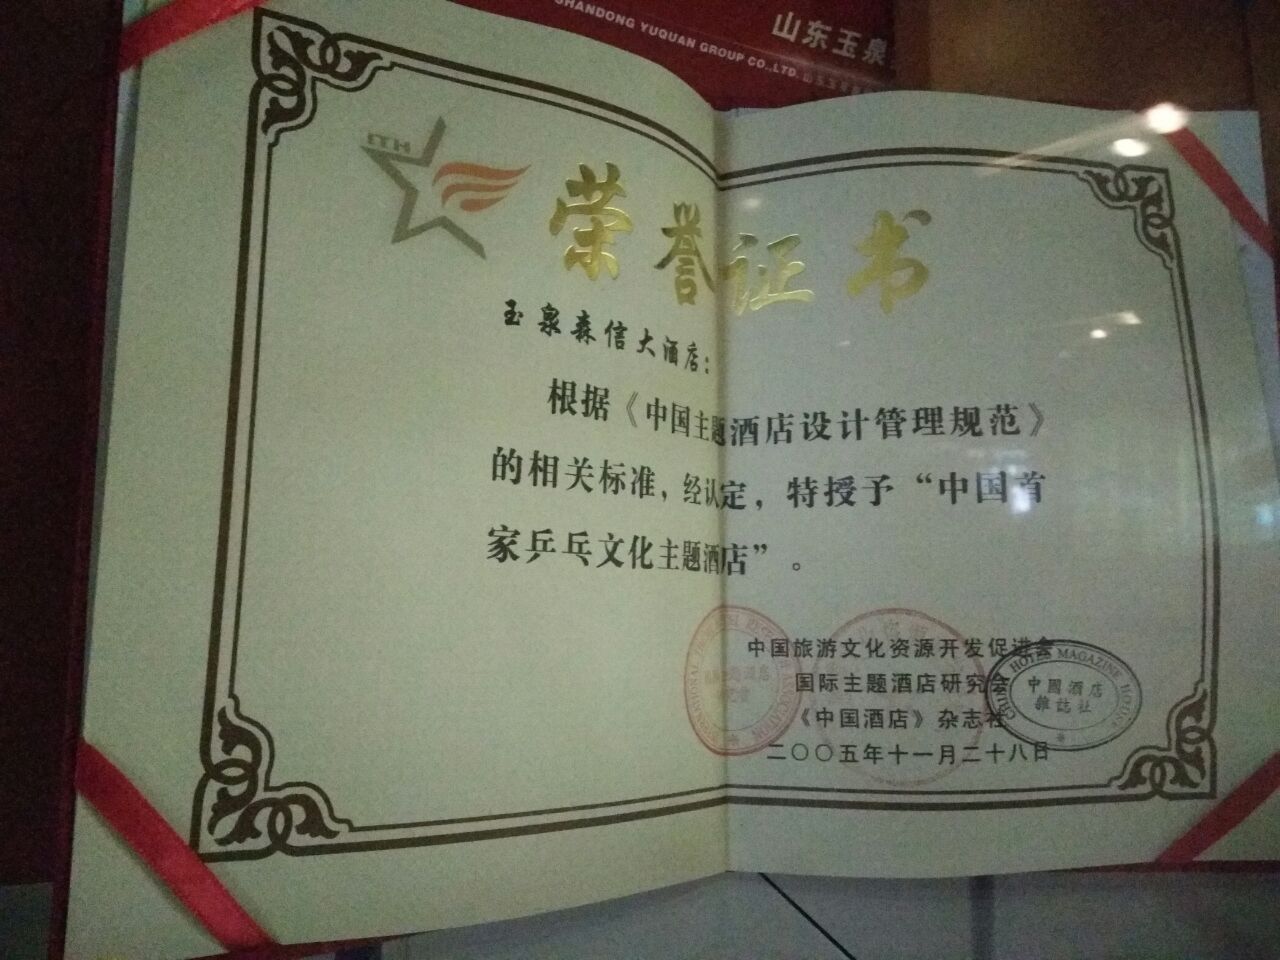 SHANDONG YUQUAN GROUP CO.,LTD.
山东玉泉
ITH
荣誉证书
玉泉森信大酒店：
根据《中国主题酒店设计管理规范》
的相关标准，经认定，特授予“中国首
家乒乓文化主题酒店”。
中国旅游文化资源开发促进会
国际主题酒店研究会
《中国酒店》杂志社
二〇〇五年十一月二十八日
CHINA HOTEL MAGAZINE
中國酒店
雜誌社